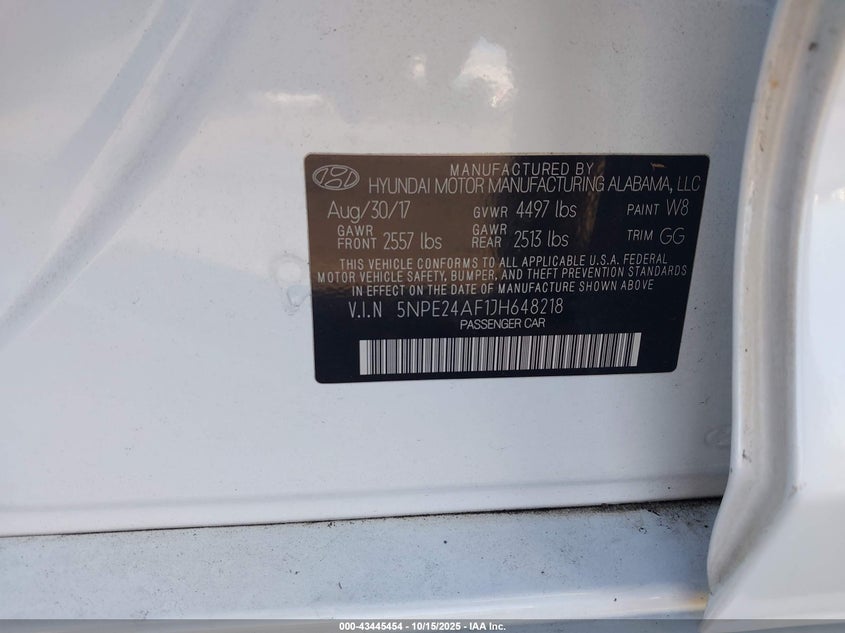 MANUFACTURED BY
HYUNDAI MOTOR MANUFACTURING ALABAMA, LLC
Aug/30/17 GVWR 4497 lbs PAINT W8
GAWR FRONT 2557 lbs GAWR REAR 2513 lbs TRIM GG
THIS VEHICLE CONFORMS TO ALL APPLICABLE U.S.A. FEDERAL
MOTOR VEHICLE SAFETY, BUMPER, AND THEFT PREVENTION STANDARDS
IN EFFECT ON THE DATE OF MANUFACTURE SHOWN ABOVE
V.I.N 5NPE24AF1JH648218
PASSENGER CAR
000-43445454 - 10/15/2025 - IAA Inc.